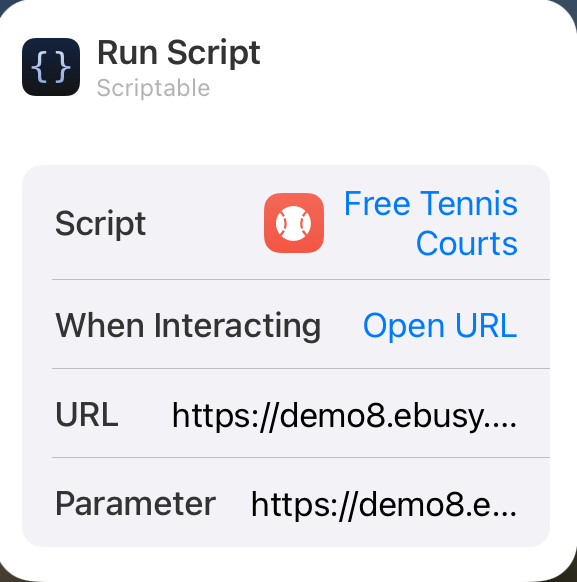 {}
Run Script
Scriptable
Script
Free Tennis
Courts
When Interacting
Open URL
URL
https://demo8.ebusy....
Parameter
https://demo8.e...